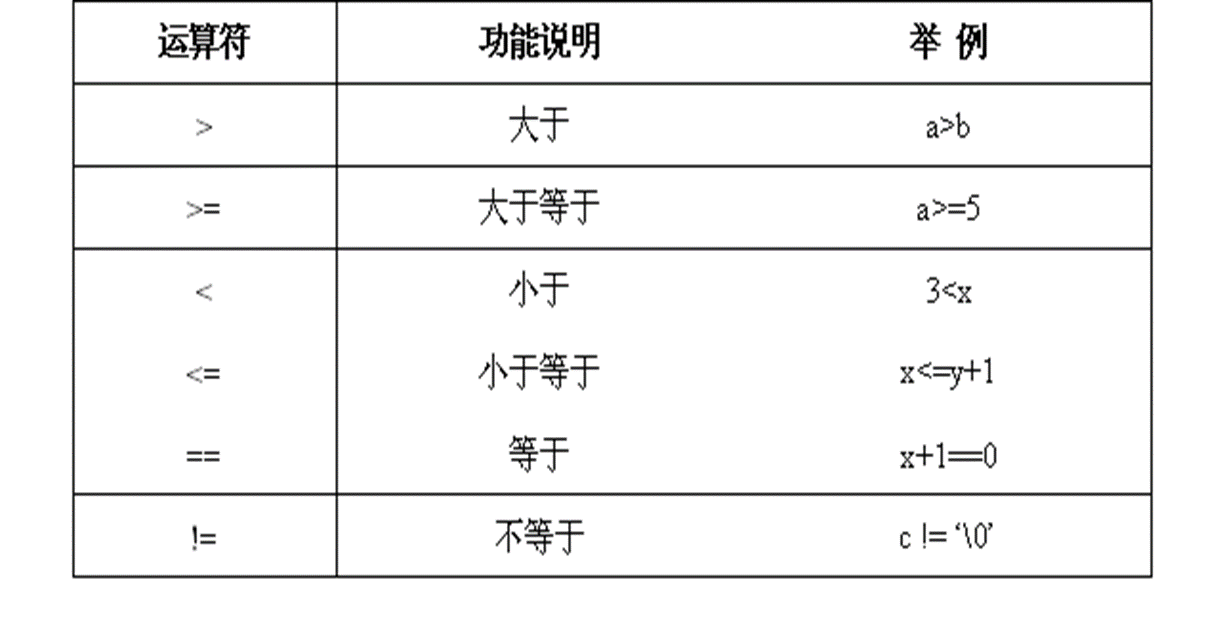 运算符 功能说明 举 例
> 大于 a>b
>= 大于等于 a>=5
< 小于 3<x
<= 小于等于 x<=y+1
== 等于 x+1==0
!= 不等于 c != ‘\0’